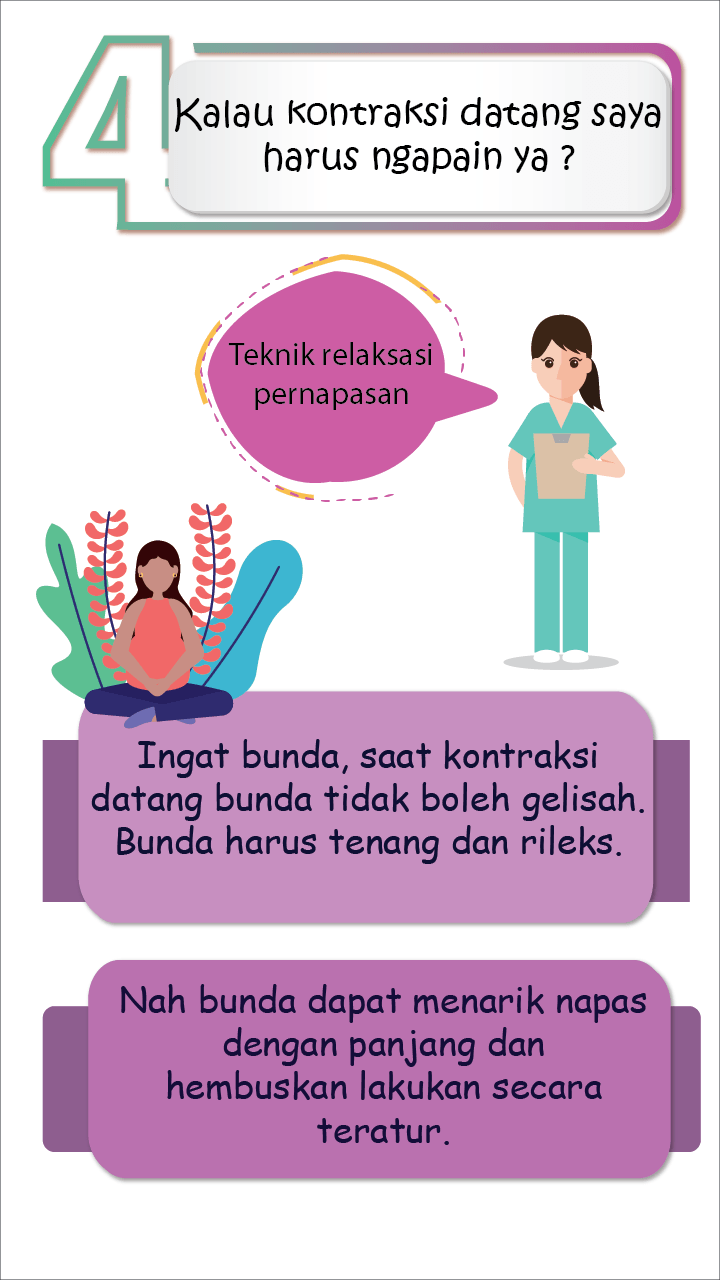 4
Kalau kontraksi datang saya
harus ngapain ya ?
Teknik relaksasi
pernapasan
Ingat bunda, saat kontraksi
datang bunda tidak boleh gelisah.
Bunda harus tenang dan rileks.
Nah bunda dapat menarik napas
dengan panjang dan
hembuskan lakukan secara
teratur.